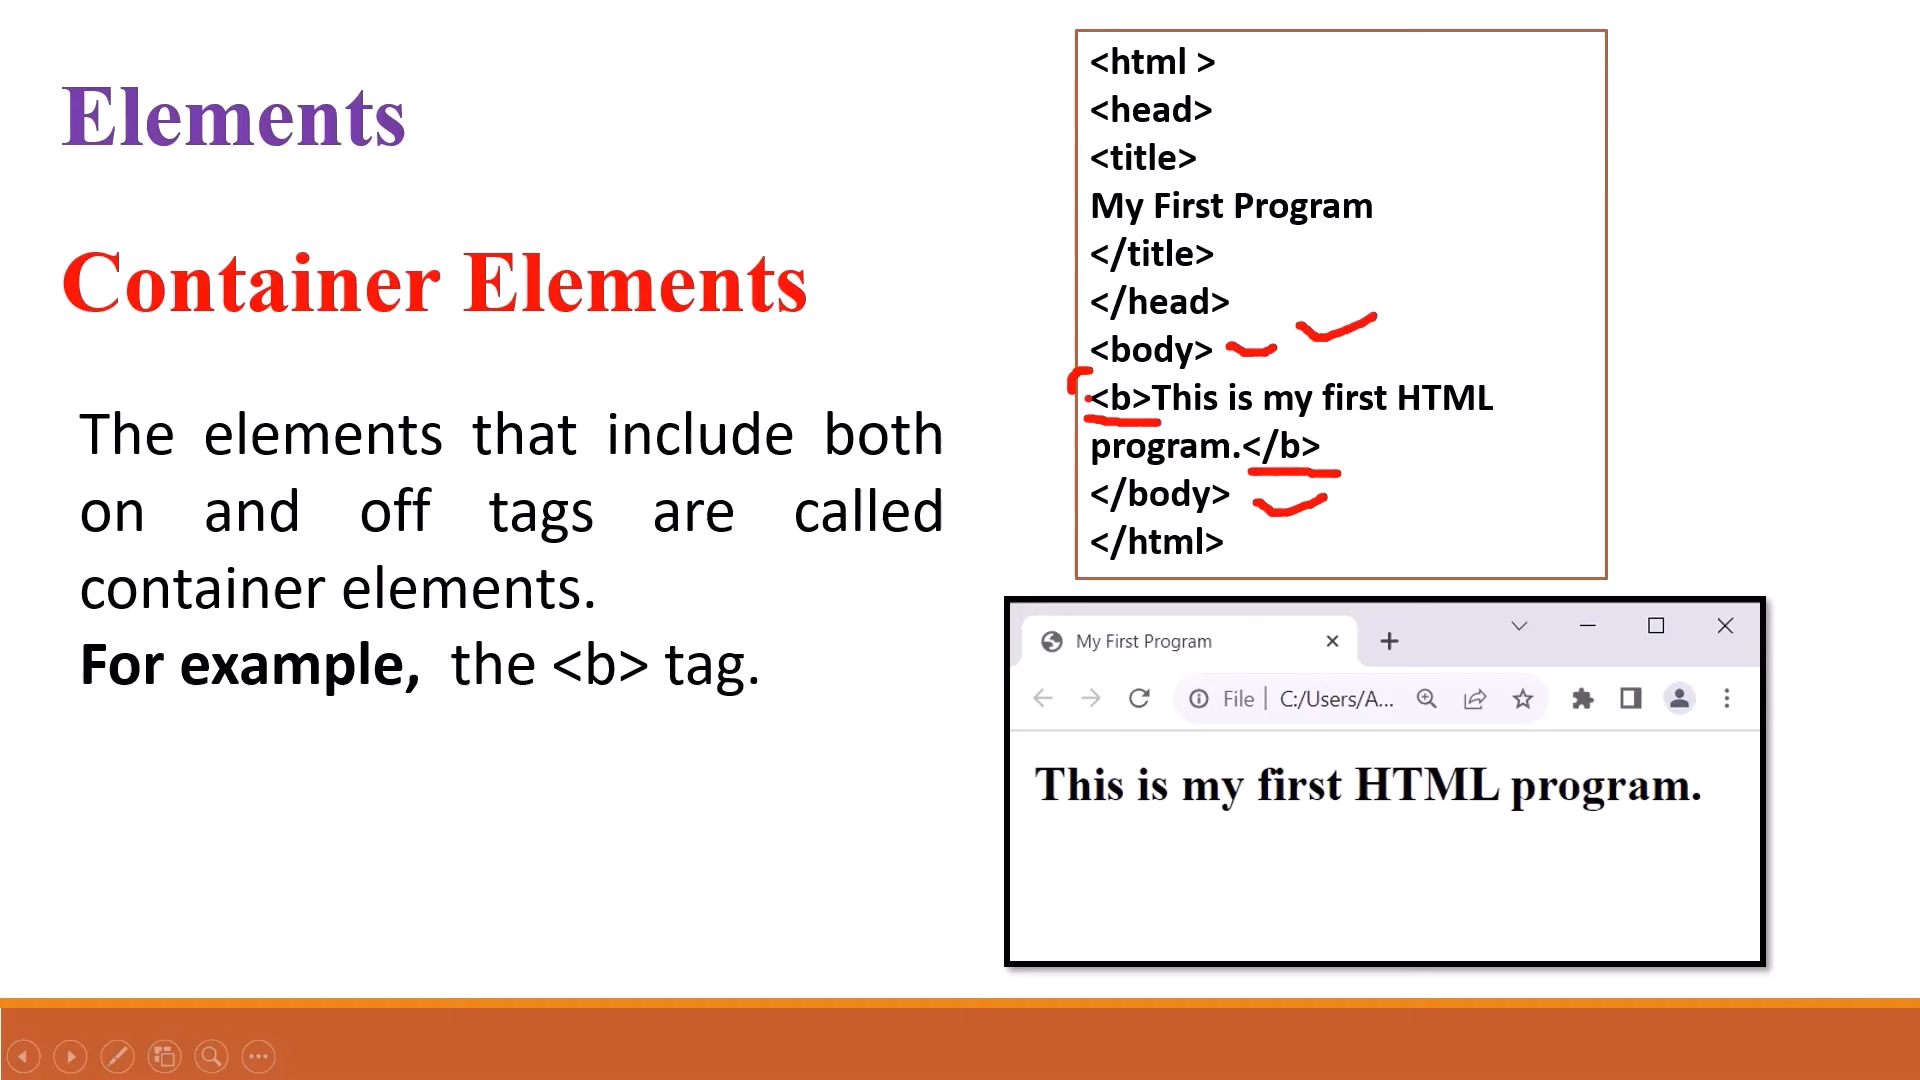 Elements
Container Elements
The elements that include both
on and off tags are called
container elements.
For example, the <b> tag.
<html >
<head>
<title>
My First Program
</title>
</head>
<body>
<b>This is my first HTML
program.</b>
</body>
</html>
My First Program
File | C:/Users/A...
This is my first HTML program.